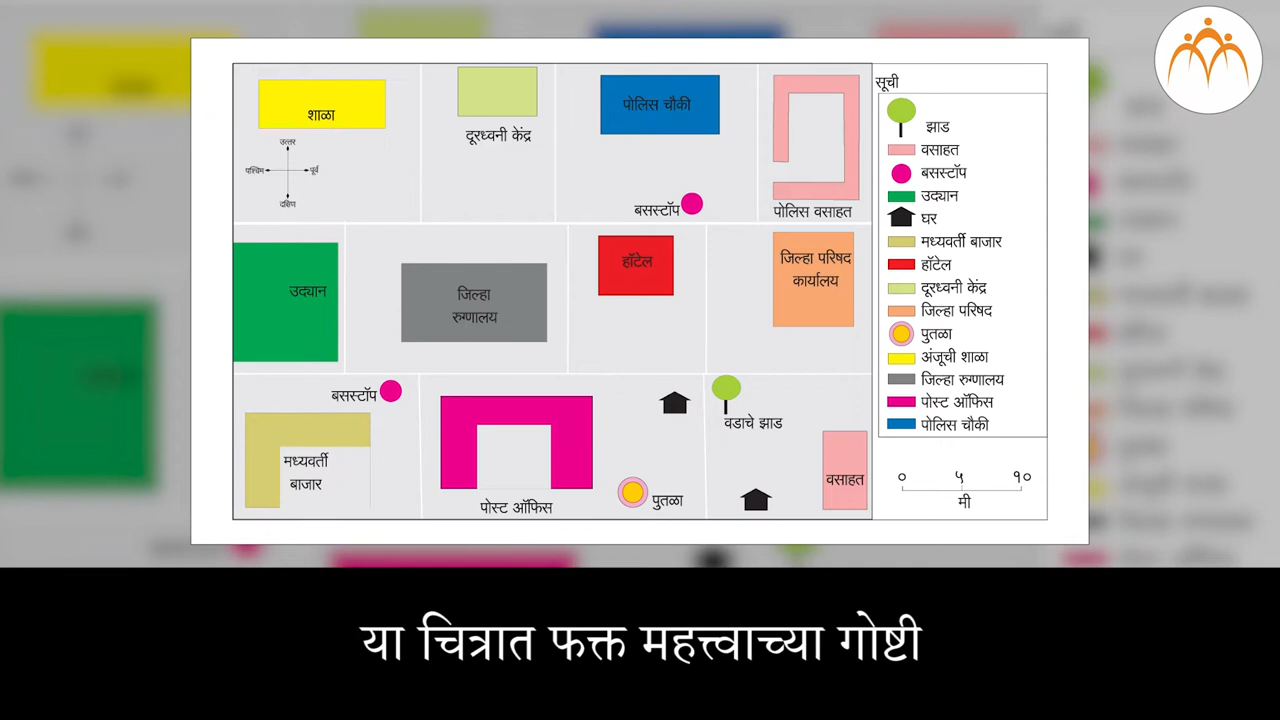 शाळा
उत्तर
पश्चिम
पूर्व
दक्षिण
दूरध्वनी केंद्र
पोलिस चौकी
बसस्टॉप
पोलिस वसाहत
उद्यान
जिल्हा
रुग्णालय
हॉटेल
जिल्हा परिषद
कार्यालय
बसस्टॉप
मध्यवर्ती
बाजार
पोस्ट ऑफिस
पुतळा
वडाचे झाड
वसाहत
सूची
झाड
वसाहत
बसस्टॉप
उद्यान
घर
मध्यवर्ती बाजार
हॉटेल
दूरध्वनी केंद्र
जिल्हा परिषद
पुतळा
अंजूची शाळा
जिल्हा रुग्णालय
पोस्ट ऑफिस
पोलिस चौकी
० ५ १०
मी
या चित्रात फक्त महत्त्वाच्या गोष्टी